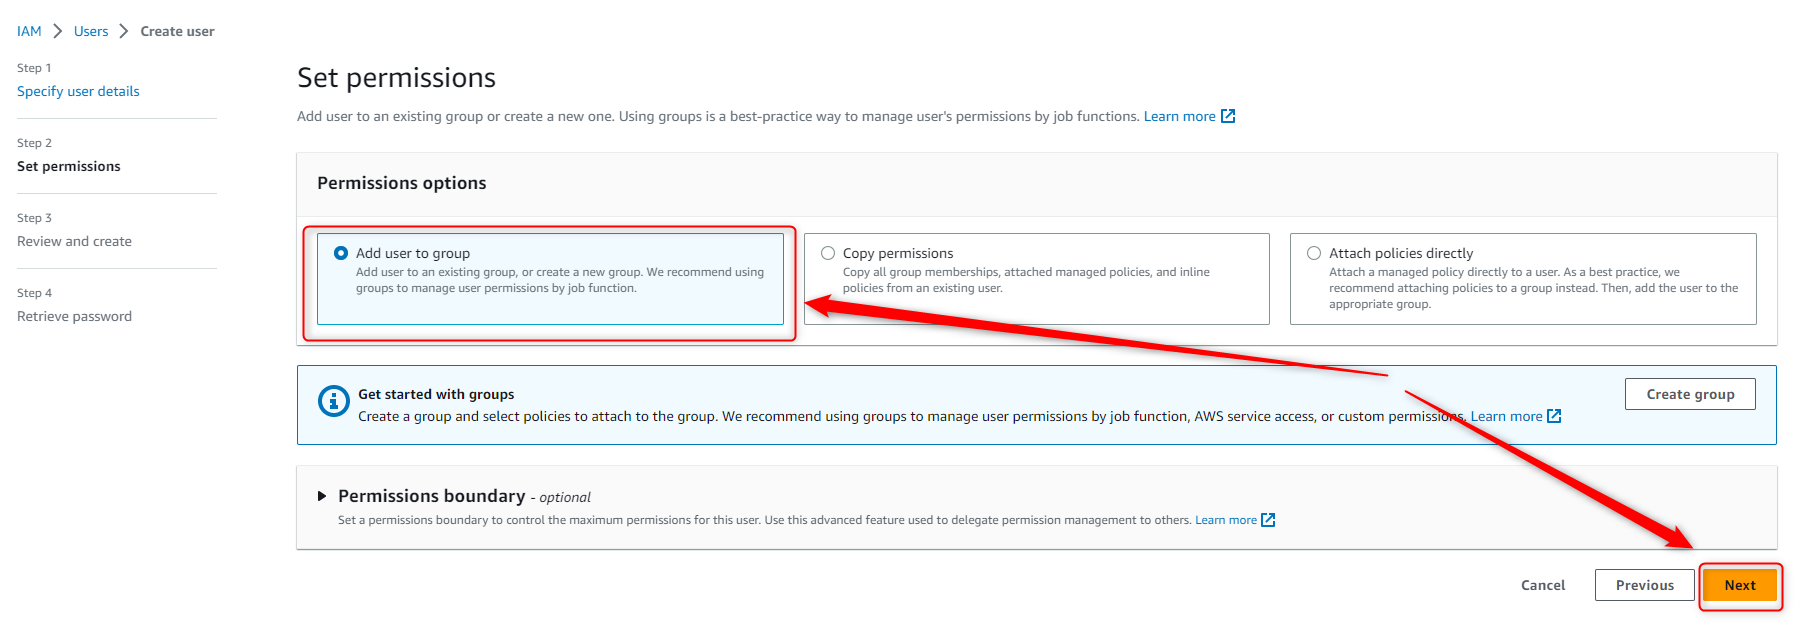 IAM > Users > Create user
Step 1
Specify user details
Step 2
Set permissions
Step 3
Review and create
Step 4
Retrieve password
Set permissions
Add user to an existing group or create a new one. Using groups is a best-practice way to manage user's permissions by job functions. Learn more
Permissions options
Add user to group
Add user to an existing group, or create a new group. We recommend using
groups to manage user permissions by job function.
Copy permissions
Copy all group memberships, attached managed policies, and inline
policies from an existing user.
Attach policies directly
Attach a managed policy directly to a user. As a best practice, we
recommend attaching policies to a group instead. Then, add the user to the
appropriate group.
Get started with groups
Create a group and select policies to attach to the group. We recommend using groups to manage user permissions by job function, AWS service access, or custom permissions. Learn more
Create group
Permissions boundary - optional
Set a permissions boundary to control the maximum permissions for this user. Use this advanced feature used to delegate permission management to others. Learn more
Cancel
Previous
Next